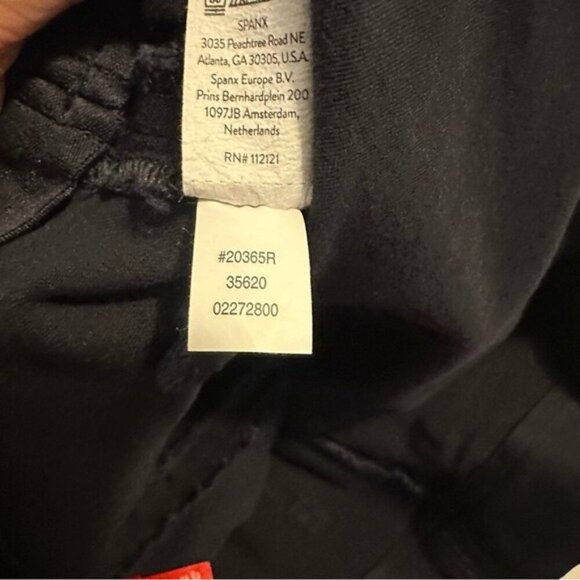 SPANX
3035 Peachtree Road NE
Atlanta, GA 30305, U.S.A.
Spanx Europe B.V.
Prins Bernhardplein 200
1097JB Amsterdam,
Netherlands
RN# 112121
#20365R
35620
02272800